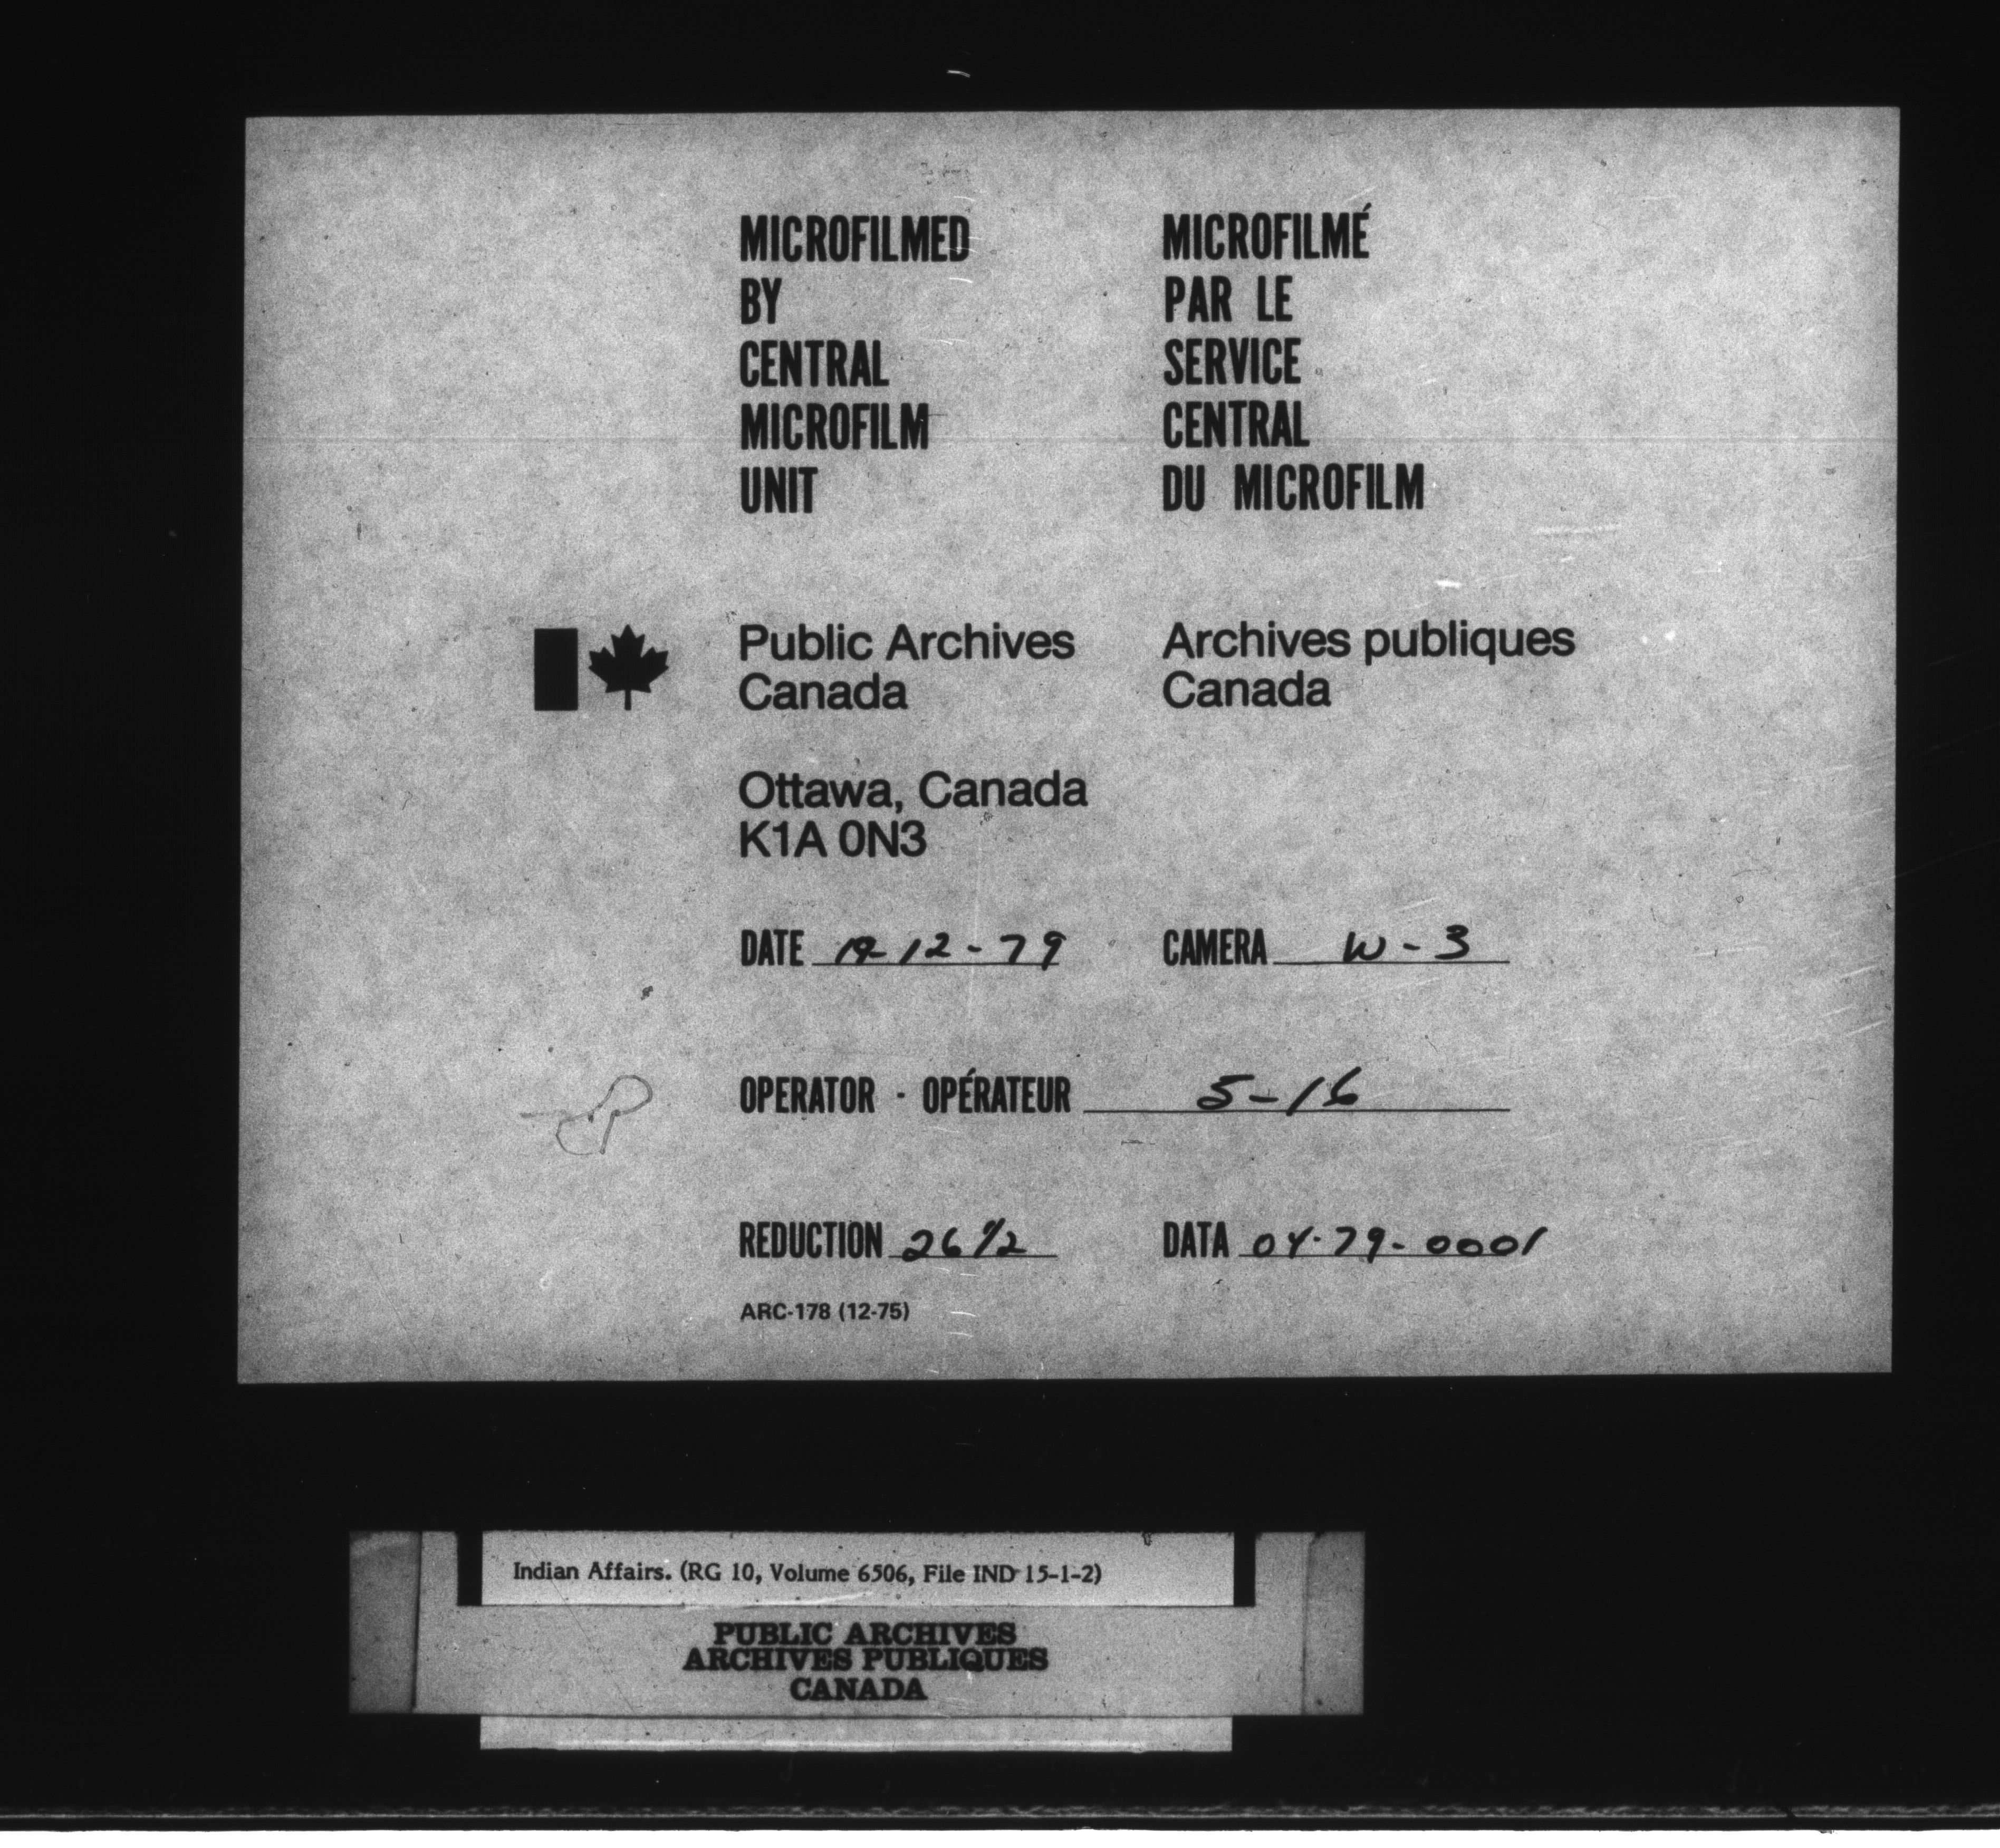 MICROFILMED
BY
CENTRAL
MICROFILM
UNIT
MICROFILMÉ
PAR LE
SERVICE
CENTRAL
DU MICROFILM
Public Archives
Canada
Archives publiques
Canada
Ottawa, Canada
K1A 0N3
DATE 12-79
CAMERA W-3
OPERATOR - OPÉRATEUR 5-16
REDUCTION 26 1/2
DATA 04-79-0001
ARC-178 (12-75)
Indian Affairs. (RG 10, Volume 6506, File IND 15-1-2)
PUBLIC ARCHIVES
ARCHIVES PUBLIQUES
CANADA